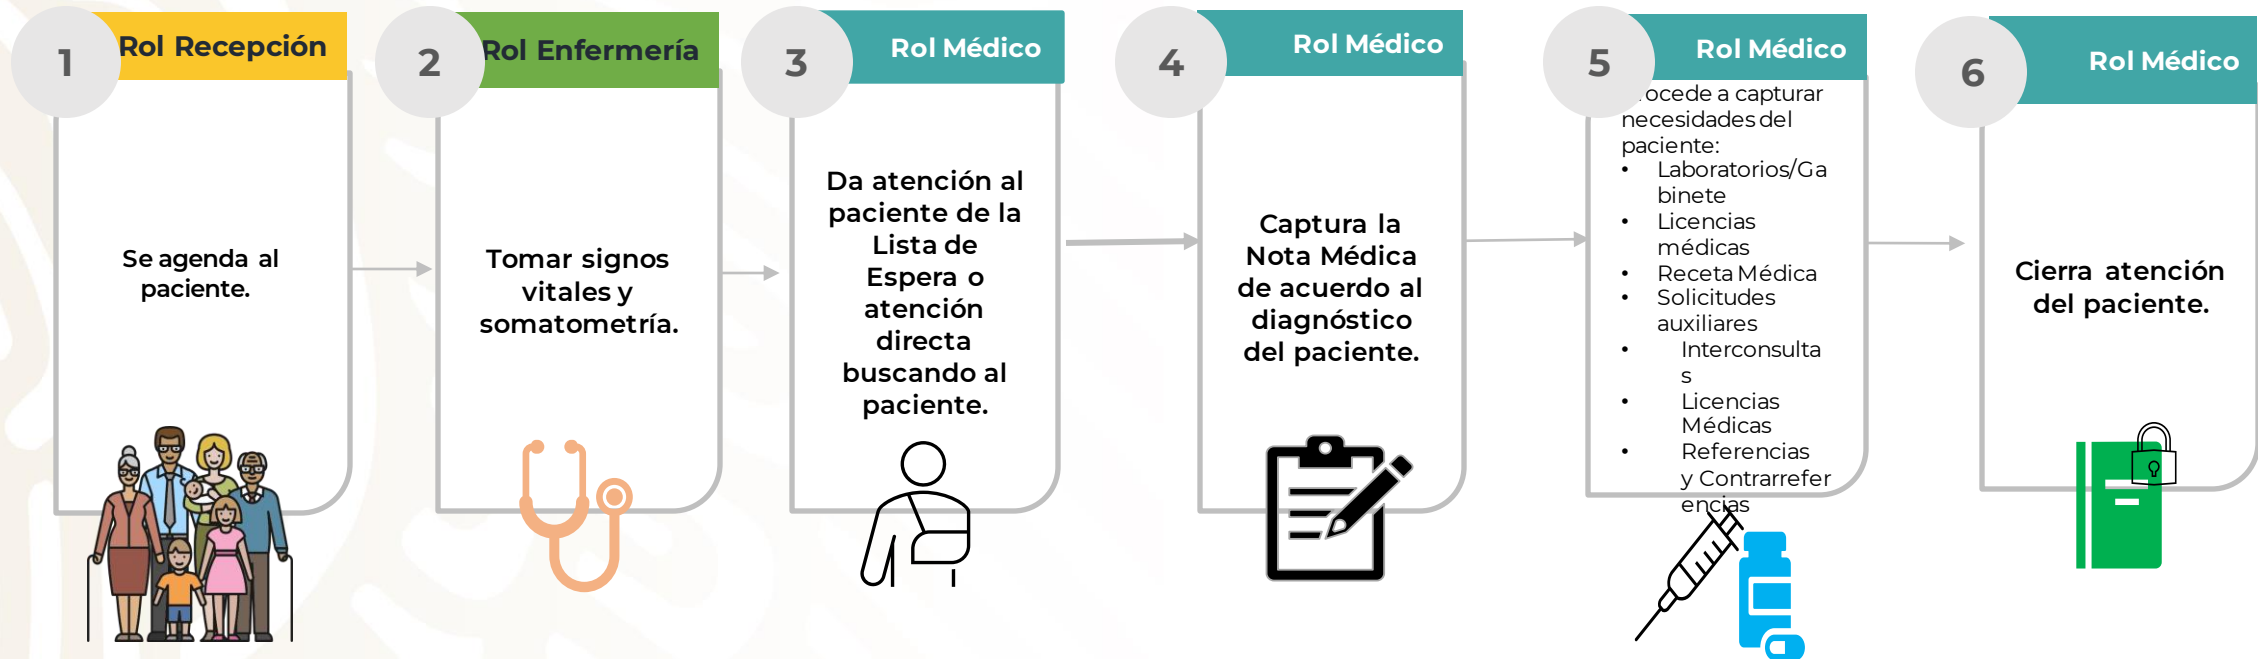 1
Rol Recepción
Se agenda al
paciente.
2
Rol Enfermería
Tomar signos
vitales y
somatometría.
3
Rol Médico
Da atención al
paciente de la
Lista de
Espera o
atención
directa
buscando al
paciente.
4
Rol Médico
Captura la
Nota Médica
de acuerdo al
diagnóstico
del paciente.
5
Rol Médico
ocede a capturar
necesidades del
paciente:
• Laboratorios/Ga
binete
• Licencias
médicas
• Receta Médica
• Solicitudes
auxiliares
• Interconsulta
s
• Licencias
Médicas
• Referencias
y Contrarrefer
encias
6
Rol Médico
Cierra atención
del paciente.